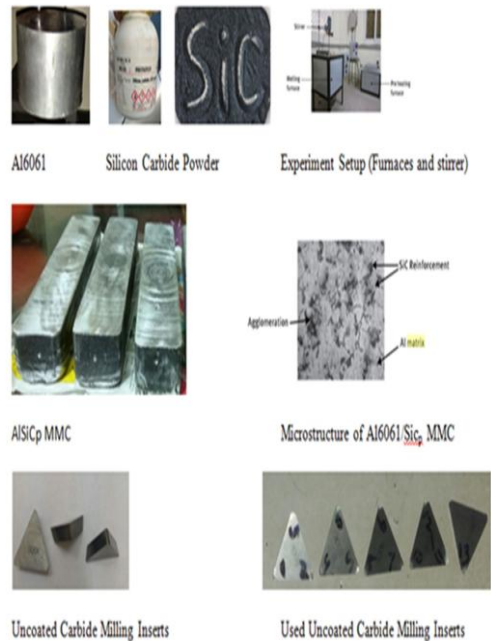 SiC
Stirrer
Melting
furnace
Preheating
furnace
Al6061
Silicon Carbide Powder
Experiment Setup (Furnaces and stirrer)
SiC Reinforcement
Agglomeration
Al matrix
AlSiCp MMC
Microstructure of Al6061/Sicp MMC
Uncoated Carbide Milling Inserts
Used Uncoated Carbide Milling Inserts